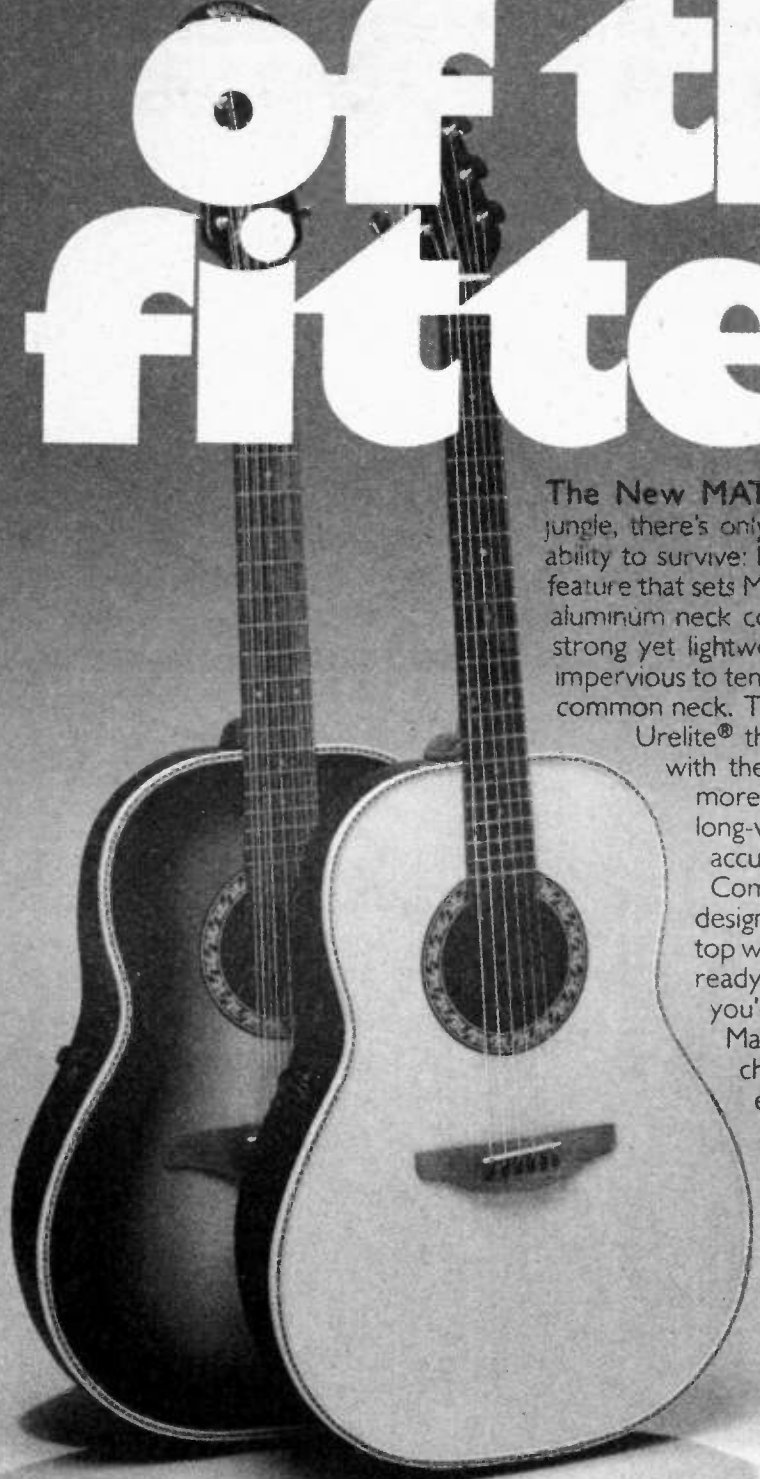 of th
fitte
The New MAT
jungle, there's only
ability to survive:
feature that sets M
aluminum neck co
strong yet lightwe
impervious to ten
common neck. T
Urelite® th
with the
more
long-v
accu
Com
design
top w
ready
you'
Ma
ch
e